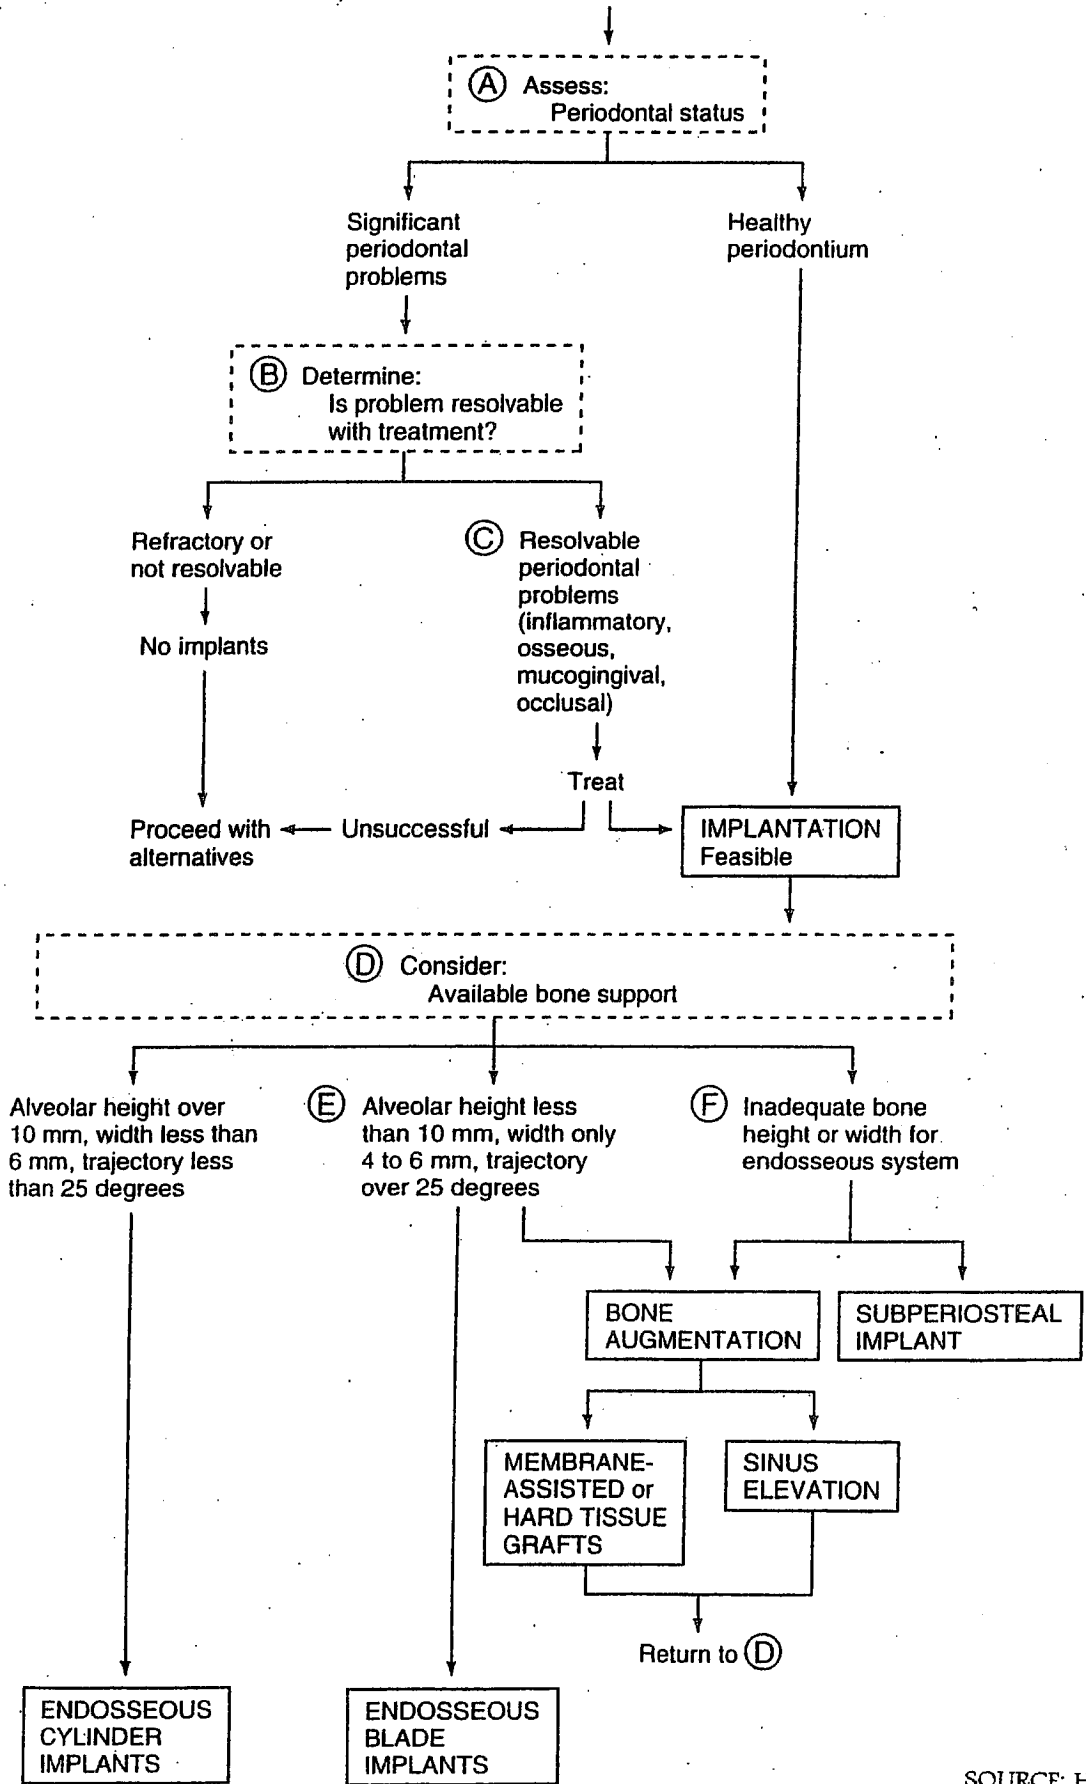 Ⓐ Assess:
Periodontal status
Significant
periodontal
problems
Healthy
periodontium
Ⓑ Determine:
Is problem resolvable
with treatment?
Refractory or
not resolvable
No implants
Ⓒ Resolvable
periodontal
problems
(inflammatory,
osseous,
mucogingival,
occlusal)
Treat
Proceed with
alternatives
Unsuccessful
IMPLANTATION
Feasible
Ⓓ Consider:
Available bone support
Alveolar height over
10 mm, width less than
6 mm, trajectory less
than 25 degrees
Ⓔ Alveolar height less
than 10 mm, width only
4 to 6 mm, trajectory
over 25 degrees
Ⓕ Inadequate bone
height or width for
endosseous system
BONE
AUGMENTATION
SUBPERIOSTEAL
IMPLANT
MEMBRANE-
ASSISTED or
HARD TISSUE
GRAFTS
SINUS
ELEVATION
Return to Ⓓ
ENDOSSEOUS
CYLINDER
IMPLANTS
ENDOSSEOUS
BLADE
IMPLANTS
SOURCE: